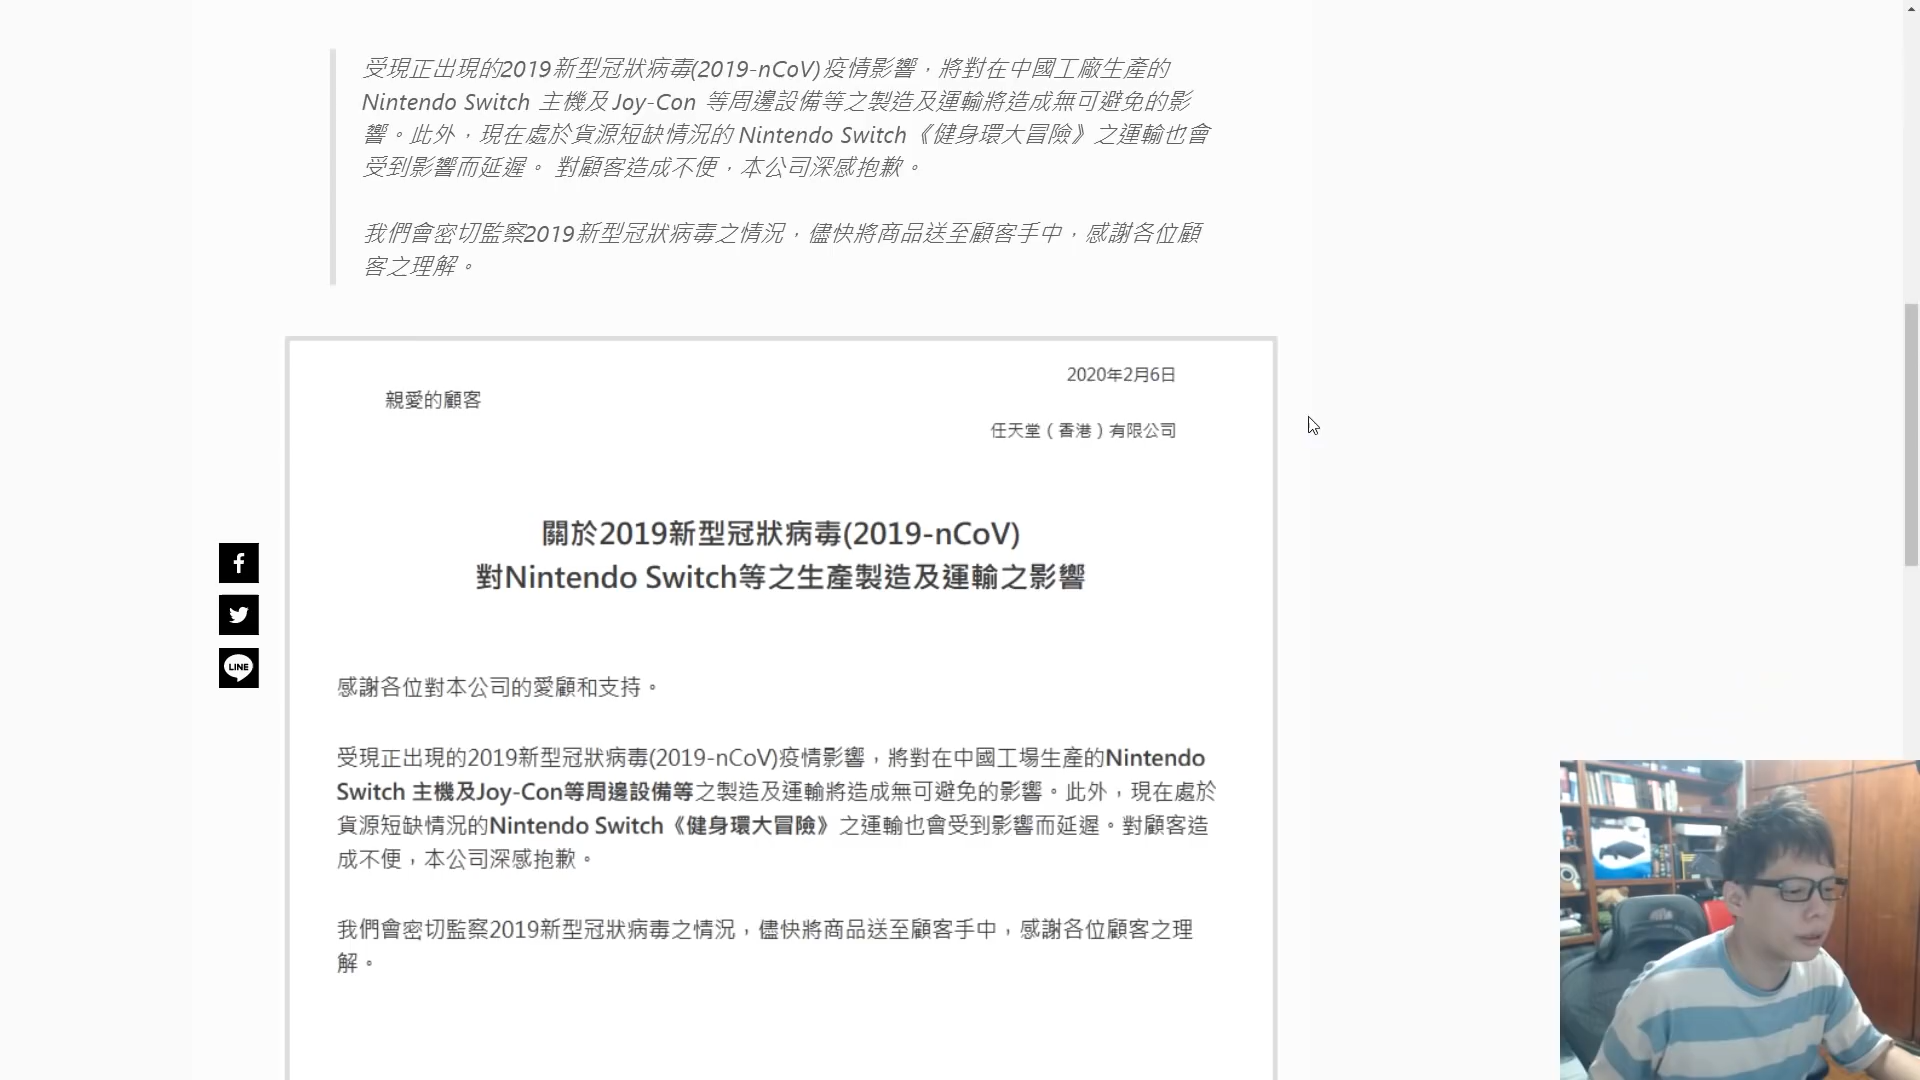 受現正出現的2019新型冠狀病毒(2019-nCoV)疫情影響，將對在中國工廠生產的
Nintendo Switch 主機及Joy-Con 等周邊設備等之製造及運輸將造成無可避免的影
響。此外，現在處於貨源短缺情況的 Nintendo Switch《健身環大冒險》之運輸也會
受到影響而延遲。 對顧客造成不便，本公司深感抱歉。
我們會密切監察2019新型冠狀病毒之情況，儘快將商品送至顧客手中，感謝各位顧
客之理解。
2020年2月6日
親愛的顧客
任天堂（香港）有限公司
關於2019新型冠狀病毒(2019-nCoV)
對Nintendo Switch等之生產製造及運輸之影響
感謝各位對本公司的愛顧和支持。
受現正出現的2019新型冠狀病毒(2019-nCoV)疫情影響，將對在中國工場生產的Nintendo
Switch 主機及Joy-Con等周邊設備等之製造及運輸將造成無可避免的影響。此外，現在處於
貨源短缺情況的Nintendo Switch《健身環大冒險》之運輸也會受到影響而延遲。對顧客造
成不便，本公司深感抱歉。
我們會密切監察2019新型冠狀病毒之情況，儘快將商品送至顧客手中，感謝各位顧客之理
解。
LINE